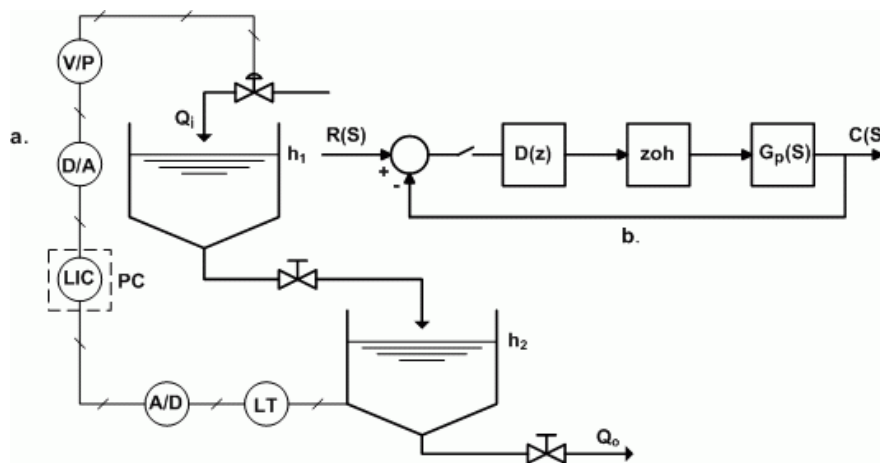 V/P
Qi
a.
D/A
h1
R(S)
+
-
D(z)
zoh
Gp(S)
C(S
b.
LIC
PC
h2
A/D
LT
Qo